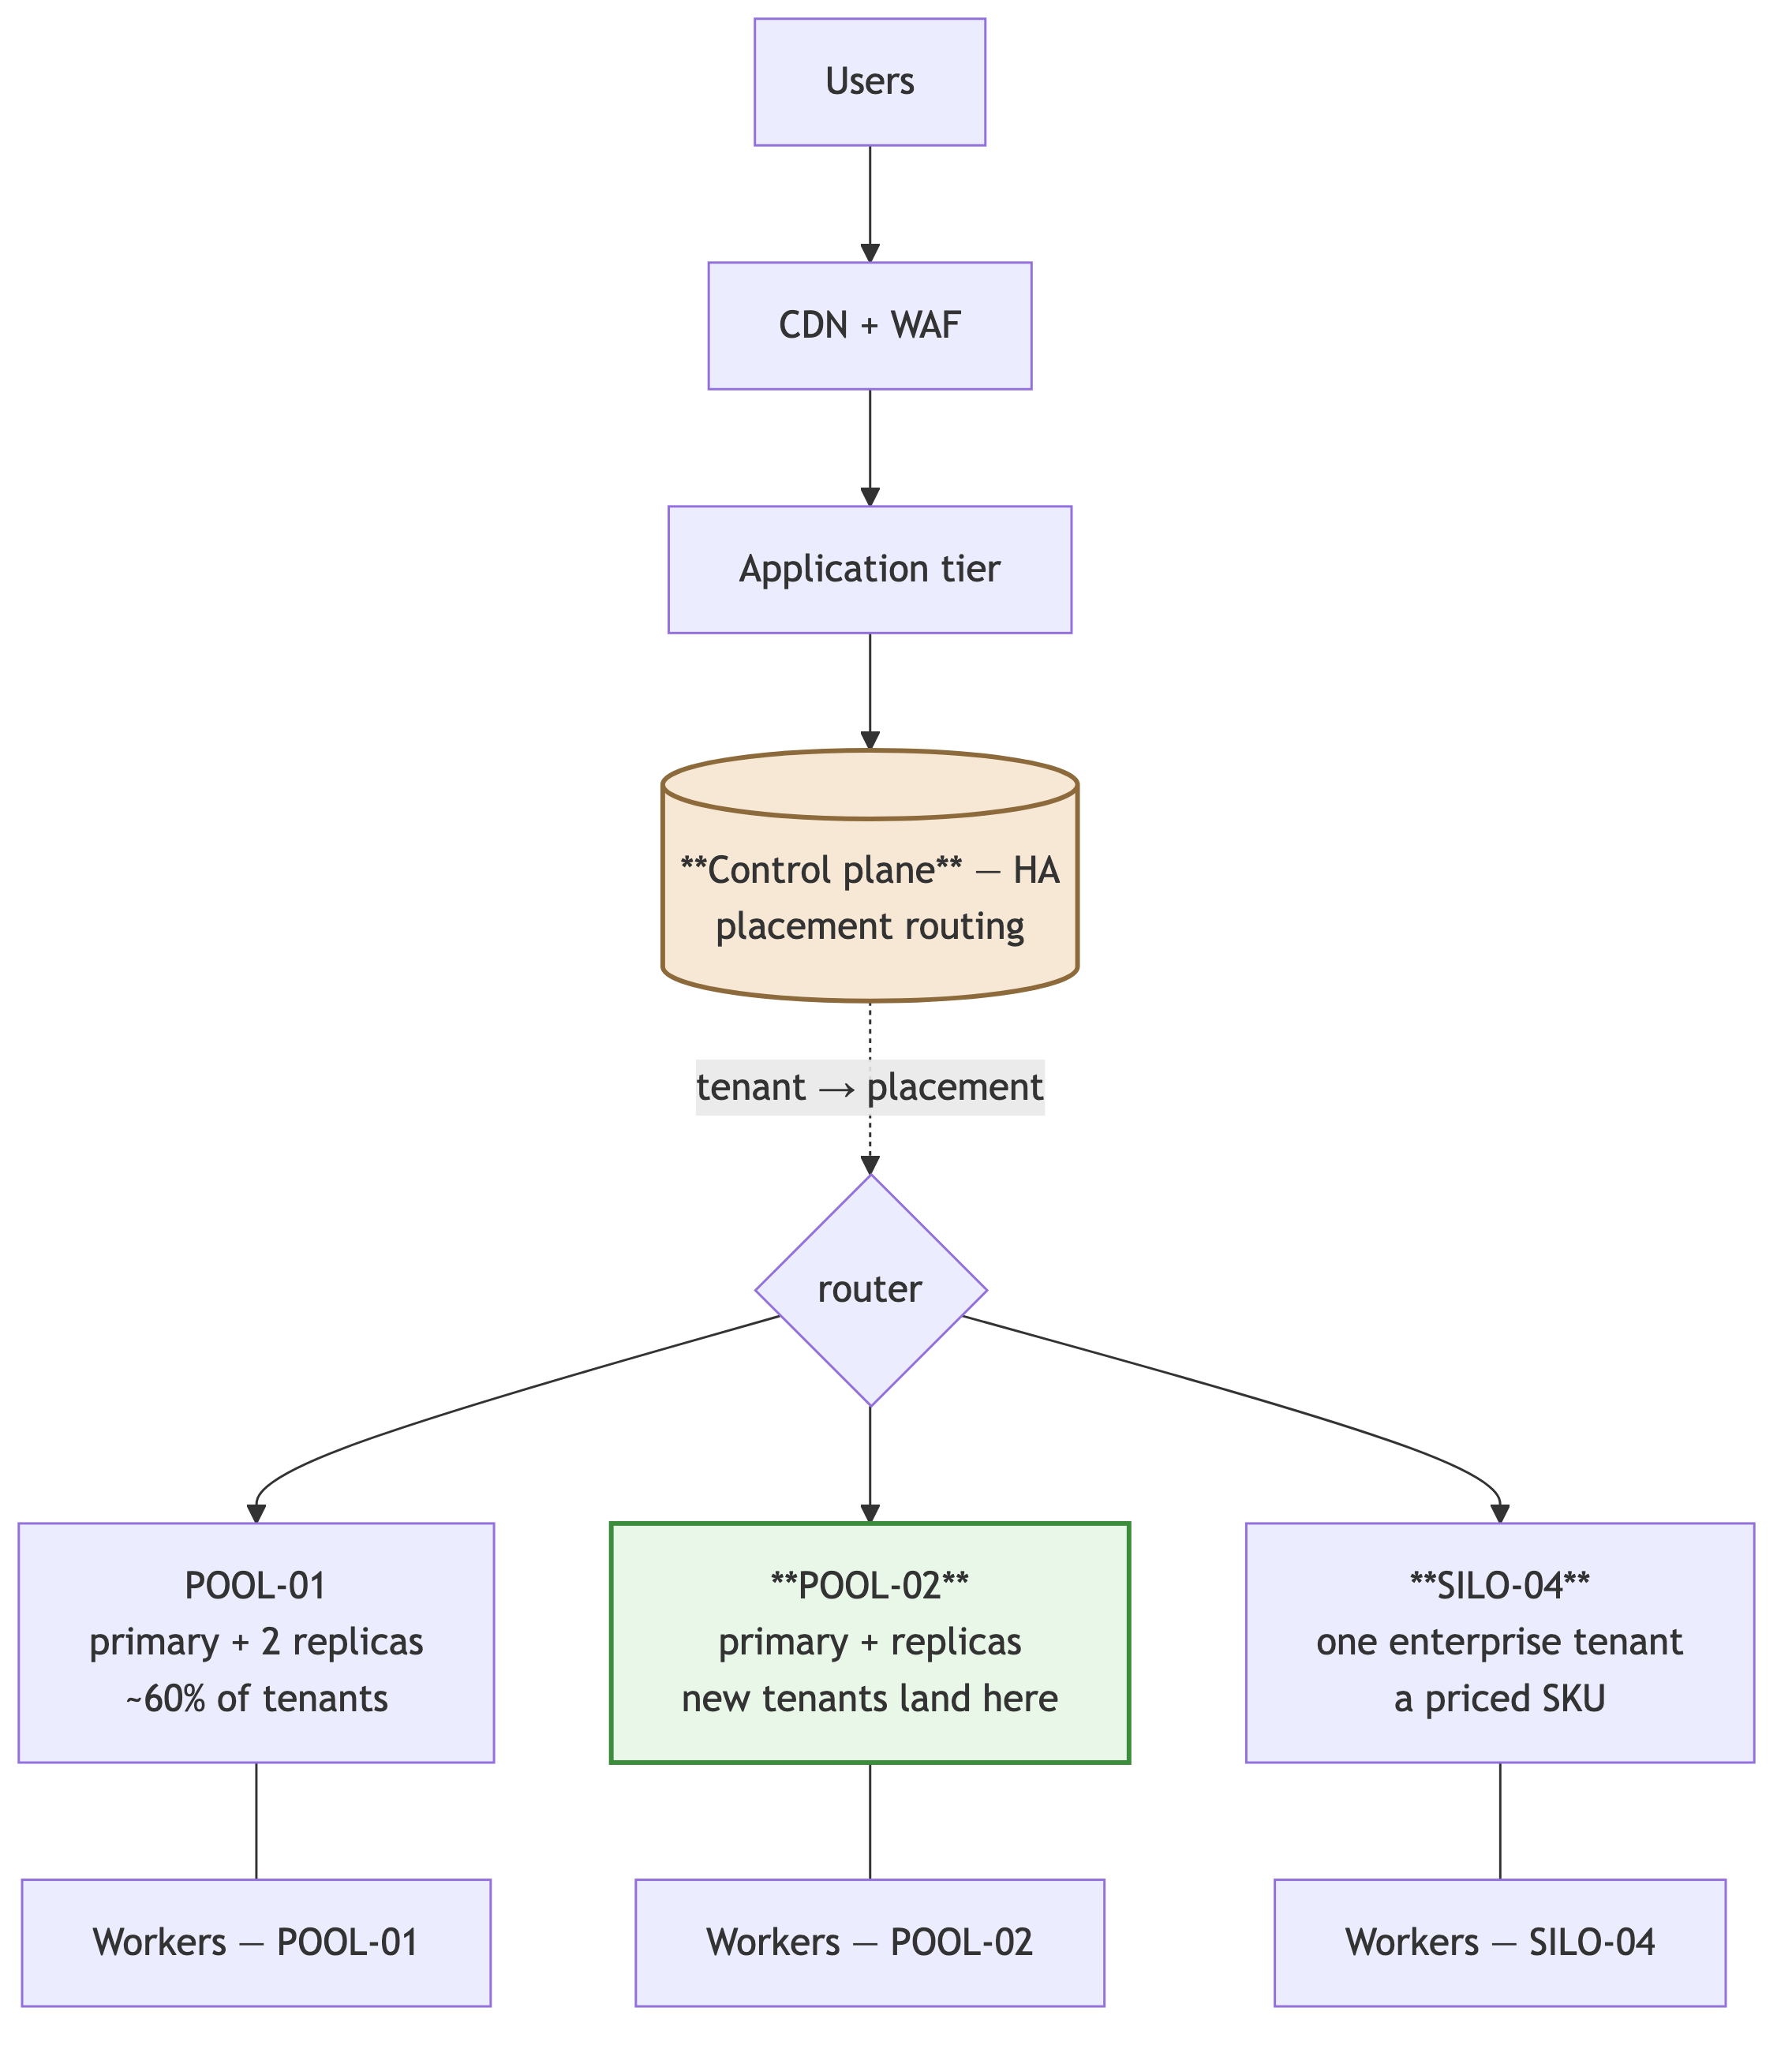 Users
CDN + WAF
Application tier
**Control plane** — HA
placement routing
tenant → placement
router
POOL-01
primary + 2 replicas
~60% of tenants
**POOL-02**
primary + replicas
new tenants land here
**SILO-04**
one enterprise tenant
a priced SKU
Workers — POOL-01
Workers — POOL-02
Workers — SILO-04